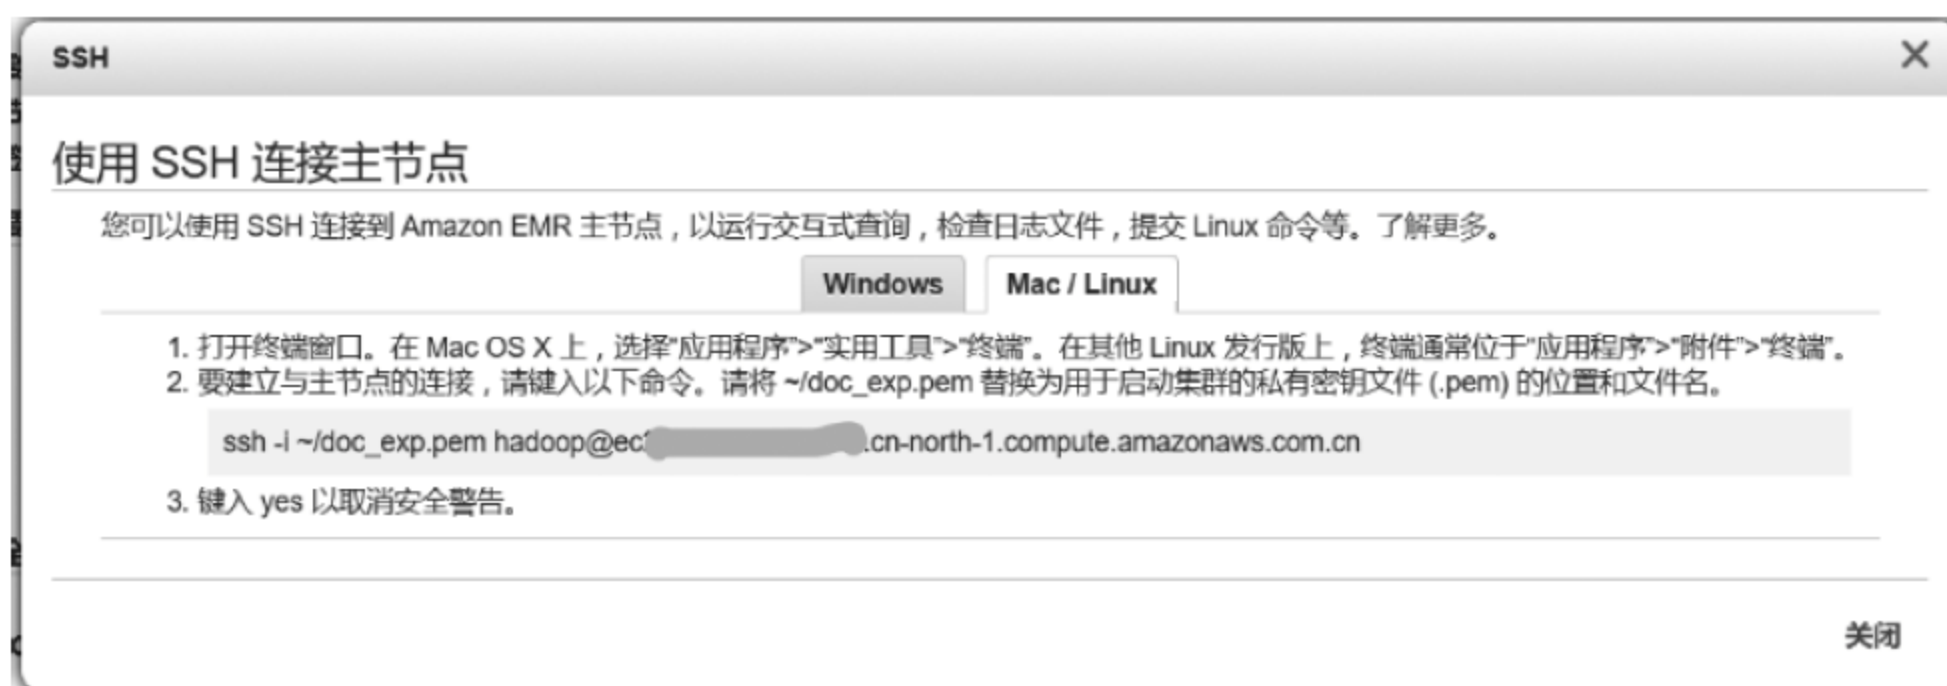 SSH
使用 SSH 连接主节点
您可以使用 SSH 连接到 Amazon EMR 主节点，以运行交互式查询，检查日志文件，提交 Linux 命令等。了解更多。
Windows
Mac / Linux
1. 打开终端窗口。在 Mac OS X 上，选择“应用程序”>“实用工具”>“终端”。在其他 Linux 发行版上，终端通常位于“应用程序”>“附件”>“终端”。
2. 要建立与主节点的连接，请键入以下命令。请将 ~/doc_exp.pem 替换为用于启动集群的私有密钥文件 (.pem) 的位置和文件名。
ssh -i ~/doc_exp.pem hadoop@ec .cn-north-1.compute.amazonaws.com.cn
3. 键入 yes 以取消安全警告。
关闭